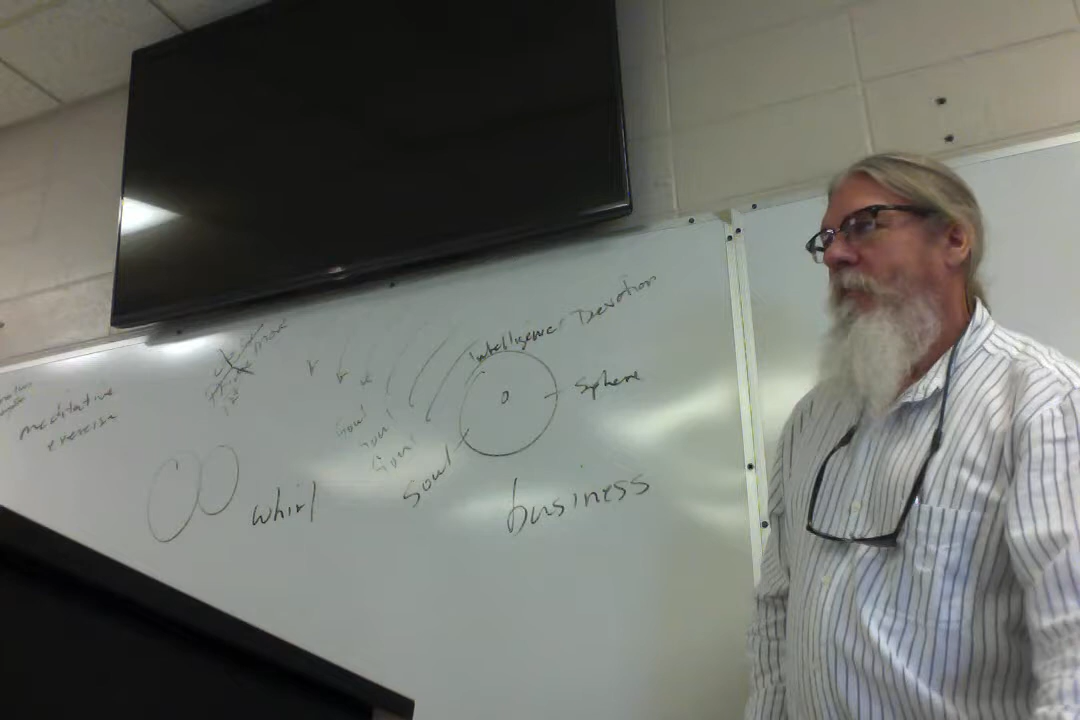 Intelligence Devotion
meditative
exercise
Sphere
Soul
Soul
Soul
Soul
whirl
business